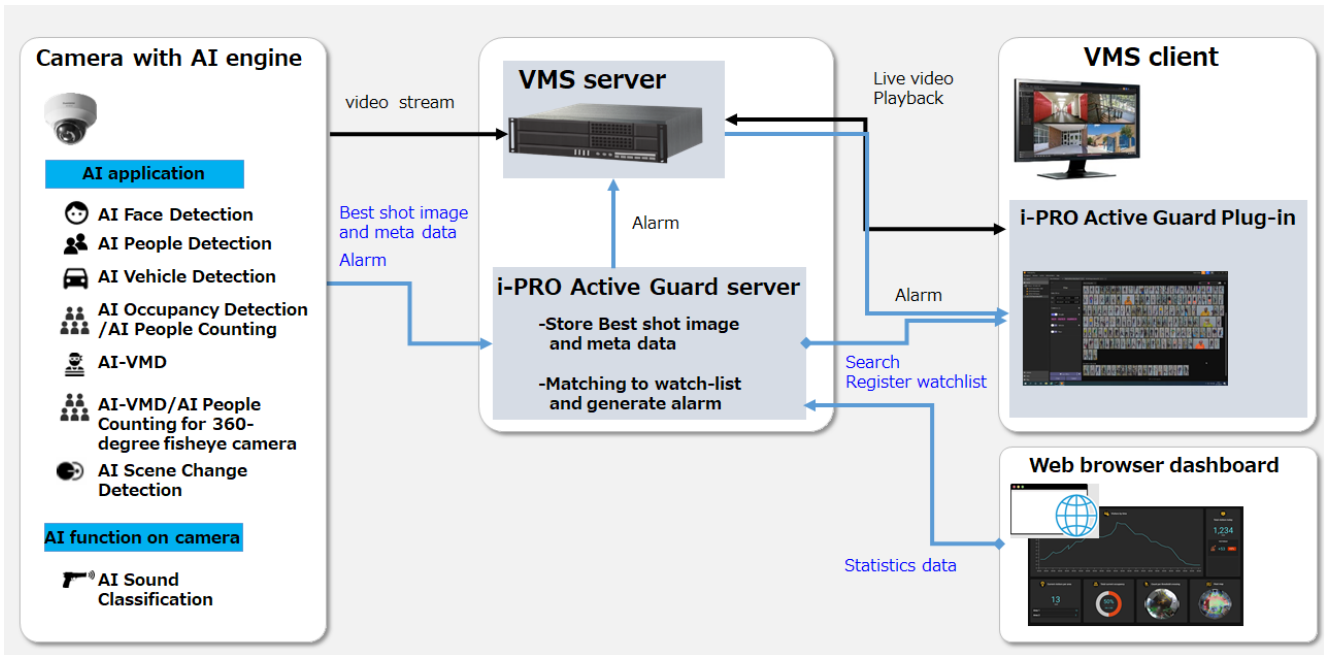 Camera with AI engine
AI application
AI Face Detection
AI People Detection
AI Vehicle Detection
AI Occupancy Detection
/AI People Counting
AI-VMD
AI-VMD/AI People
Counting for 360-
degree fisheye camera
AI Scene Change
Detection
AI function on camera
AI Sound
Classification
video stream
Best shot image
and meta data
Alarm
VMS server
Alarm
i-PRO Active Guard server
-Store Best shot image
and meta data
-Matching to watch-list
and generate alarm
Live video
Playback
Alarm
Search
Register watchlist
Statistics data
VMS client
i-PRO Active Guard Plug-in
Web browser dashboard
1,234
13
50%